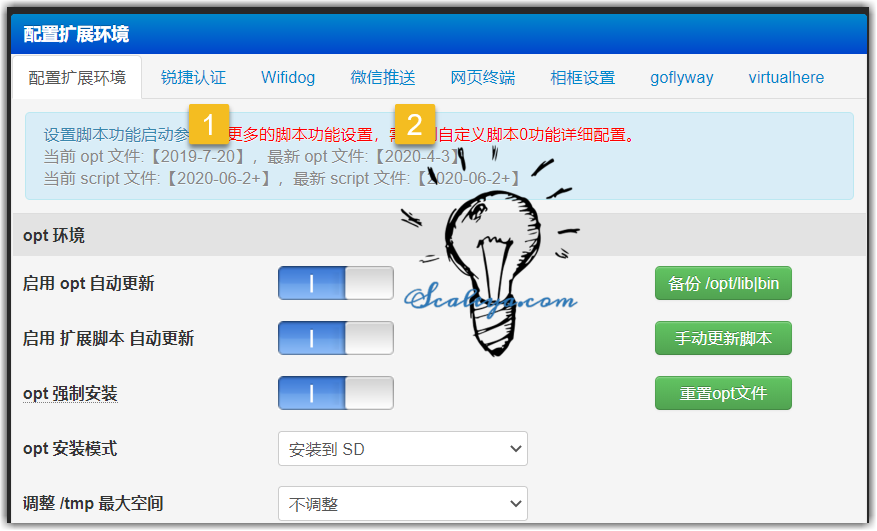 配置扩展环境
配置扩展环境 锐捷认证 Wifidog 微信推送 网页终端 相框设置 goflyway virtualhere
1 2
设置脚本功能启动参 更多的脚本功能设置，需 自定义脚本0功能详细配置。
当前 opt 文件:【2019-7-20】，最新 opt 文件:【2020-4-3】
当前 script 文件:【2020-06-2+】，最新 script 文件:【2020-06-2+】
opt 环境
启用 opt 自动更新 备份 /opt/lib|bin
Scaleya.com
启用 扩展脚本 自动更新 手动更新脚本
opt 强制安装 重置opt文件
opt 安装模式 安装到 SD
调整 /tmp 最大空间 不调整